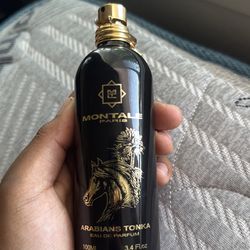 MONTALE
PARIS
ARABIANS TONKA
EAU DE PARFUM
100ML 3.4 Fl.oz